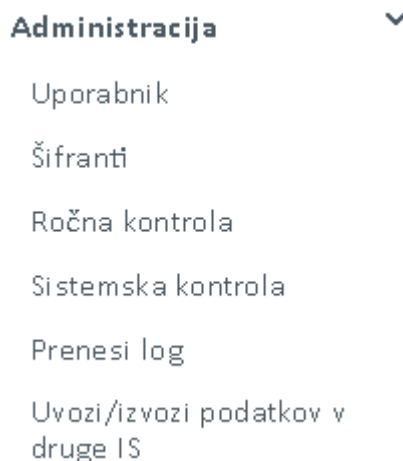 Administracija
Uporabnik
Šifranti
Ročna kontrola
Sistemska kontrola
Prenesi log
Uvozi/izvozi podatkov v
druge IS